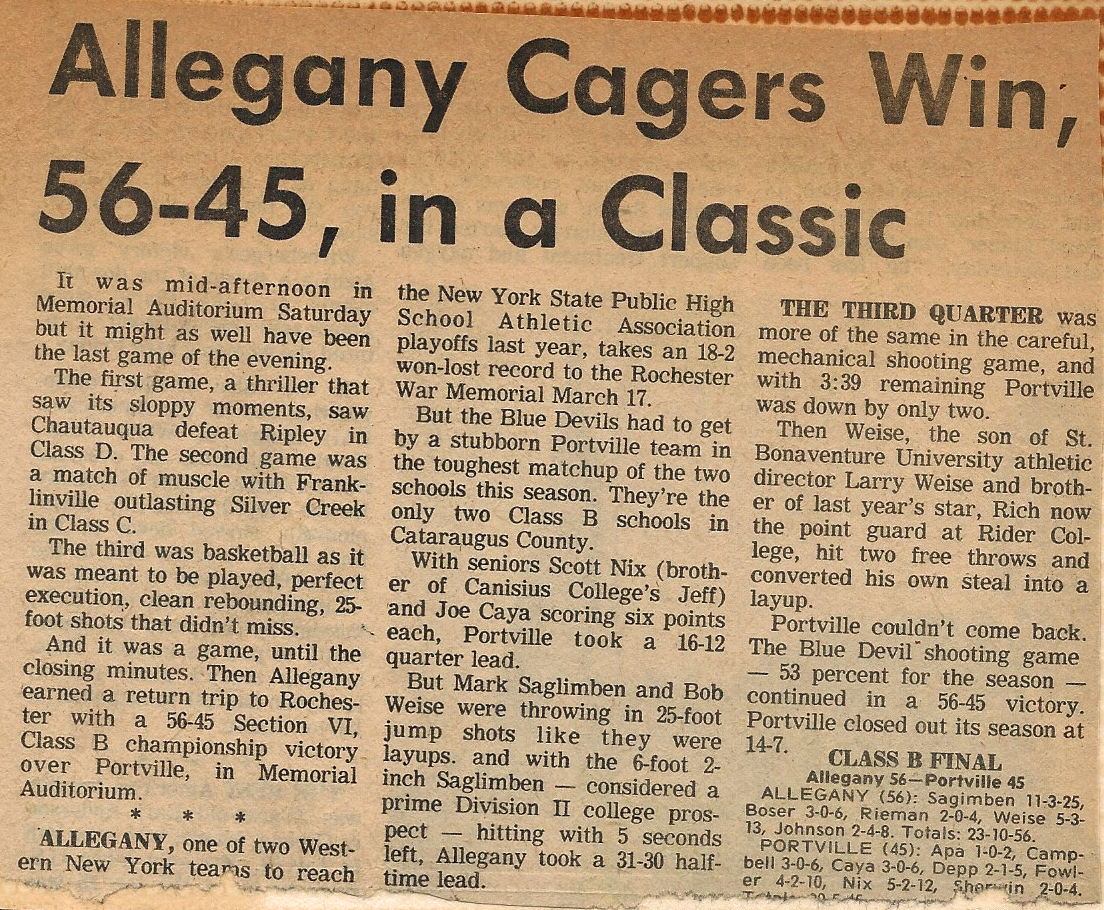 Allegany Cagers Win,
56-45, in a Classic
It was mid-afternoon in
Memorial Auditorium Saturday
but it might as well have been
the last game of the evening.
The first game, a thriller that
saw its sloppy moments, saw
Chautauqua defeat Ripley in
Class D. The second game was
a match of muscle with Frank-
linville outlasting Silver Creek
in Class C.
The third was basketball as it
was meant to be played, perfect
execution, clean rebounding, 25-
foot shots that didn't miss.
And it was a game, until the
closing minutes. Then Allegany
earned a return trip to Roches-
ter with a 56-45 Section VI,
Class B championship victory
over Portville, in Memorial
Auditorium.
* * *
ALLEGANY, one of two West-
ern New York teams to reach
the New York State Public High
School Athletic Association
playoffs last year, takes an 18-2
won-lost record to the Rochester
War Memorial March 17.
But the Blue Devils had to get
by a stubborn Portville team in
the toughest matchup of the two
schools this season. They're the
only two Class B schools in
Cataraugus County.
With seniors Scott Nix (broth-
er of Canisius College's Jeff)
and Joe Caya scoring six points
each, Portville took a 16-12
quarter lead.
But Mark Saglimben and Bob
Weise were throwing in 25-foot
jump shots like they were
layups. and with the 6-foot 2-
inch Saglimben — considered a
prime Division II college pros-
pect — hitting with 5 seconds
left, Allegany took a 31-30 half-
time lead.
THE THIRD QUARTER was
more of the same in the careful,
mechanical shooting game, and
with 3:39 remaining Portville
was down by only two.
Then Weise, the son of St.
Bonaventure University athletic
director Larry Weise and broth-
er of last year's star, Rich now
the point guard at Rider Col-
lege, hit two free throws and
converted his own steal into a
layup.
Portville couldn't come back.
The Blue Devil shooting game
— 53 percent for the season —
continued in a 56-45 victory.
Portville closed out its season at
14-7.
CLASS B FINAL
Allegany 56—Portville 45
ALLEGANY (56): Sagimben 11-3-25,
Boser 3-0-6, Rieman 2-0-4, Weise 5-3-
13, Johnson 2-4-8. Totals: 23-10-56.
PORTVILLE (45): Apa 1-0-2, Camp-
bell 3-0-6, Caya 3-0-6, Depp 2-1-5, Fowl-
er 4-2-10, Nix 5-2-12, Sherwin 2-0-4.